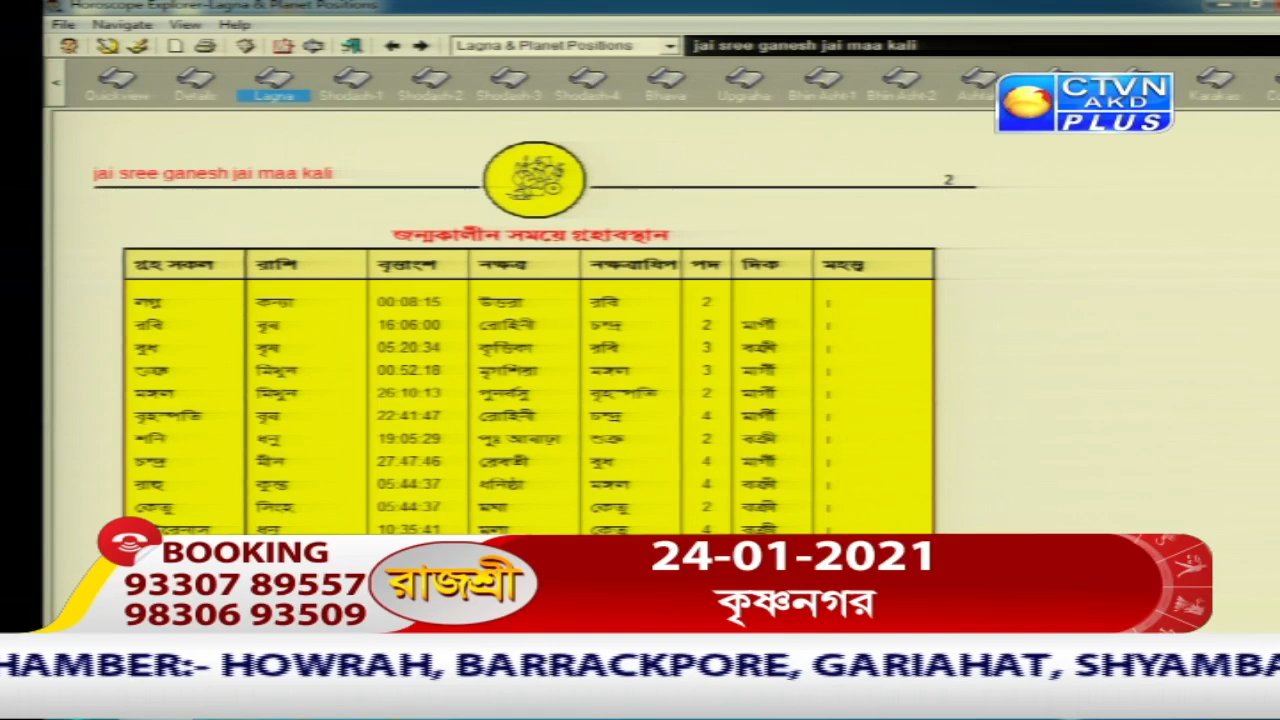 Horoscope Explorer-Lagna & Planet Positions
File Navigate View Help
Lagna & Planet Positions jai sree ganesh jai maa kali
Quickview Details Lagna Shodash-1 Shodash-2 Shodash-3 Shodash-4 Bhava Upgraha Bhin Asht-1 Bhin Asht-2 Karakas
CTVN
AKD
PLUS
jai sree ganesh jai maa kali
2
জন্মকালীন সময়ে গ্রহাবস্থান
গ্রহ সকল রাশি বৃত্তাংশ নক্ষত্র নক্ষত্রাধিপ পদ দিক মহত্ত্ব
লগ্ন কন্যা 00:08:15 উত্তরা রবি 2 ।
রবি বৃষ 16:06:00 রোহিনী চন্দ্র 2 মার্গী ।
বুধ বৃষ 05:20:34 কৃত্তিকা রবি 3 বক্রী ।
শুক্র মিথুন 00:52:18 মৃগশিরা মঙ্গল 3 মার্গী ।
মঙ্গল মিথুন 26:10:13 পুনর্বসু বৃহস্পতি 2 মার্গী ।
বৃহস্পতি বৃষ 22:41:47 রোহিনী চন্দ্র 4 মার্গী ।
শনি ধনু 19:05:29 পূঃ আষাঢ়া শুক্র 2 বক্রী ।
চন্দ্র মীন 27:47:46 রেবতী বুধ 4 মার্গী ।
রাহু কুম্ভ 05:44:37 ধনিষ্ঠা মঙ্গল 4 বক্রী ।
কেতু সিংহ 05:44:37 মঘা কেতু 2 বক্রী ।
ধনু 10:35:41 মঘা কেতু 4 বক্রী
BOOKING
93307 89557
98306 93509
রাজশ্রী
24-01-2021
কৃষ্ণনগর
HAMBER:- HOWRAH, BARRACKPORE, GARIAHAT, SHYAMBA